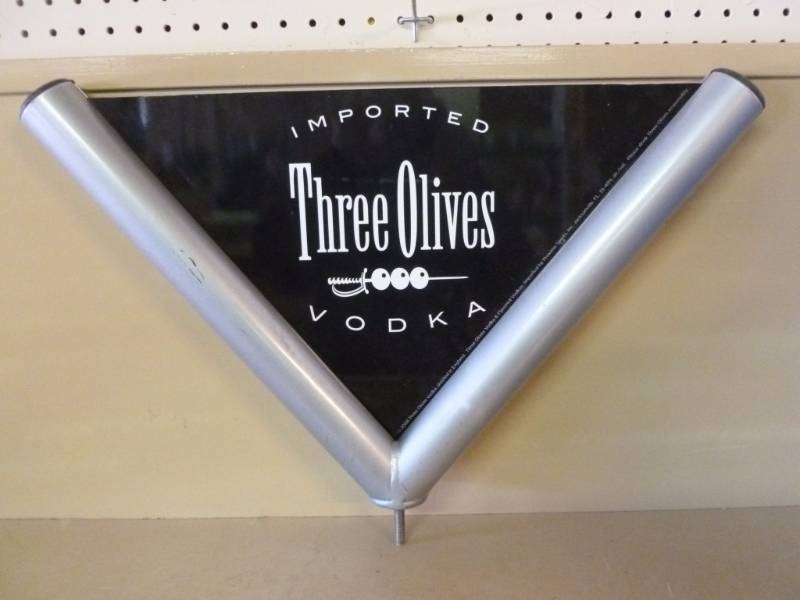 IMPORTED
Three Olives
VODKA